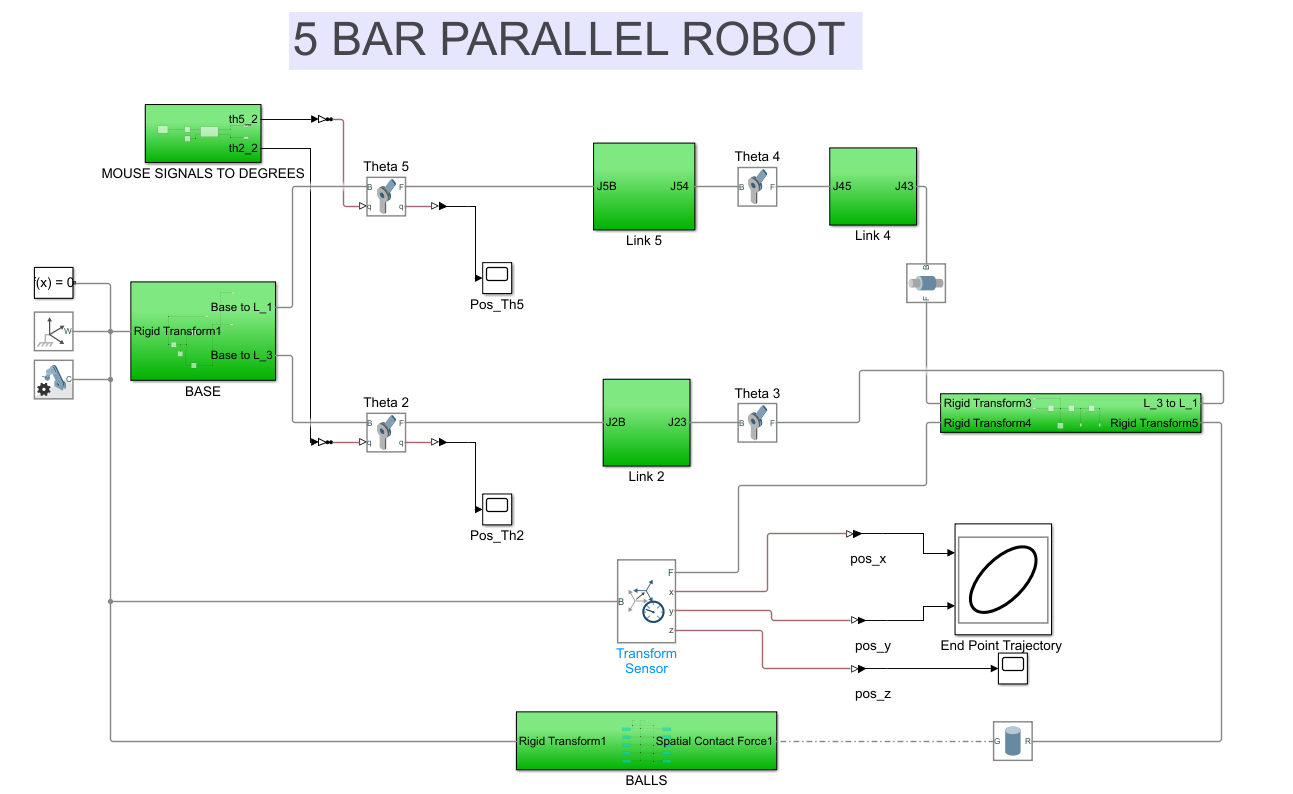 5 BAR PARALLEL ROBOT
th5_2
th2_2
MOUSE SIGNALS TO DEGREES
Theta 5
B
F
q
q
Pos_Th5
J5B
J54
Link 5
Theta 4
B
F
J45
J43
Link 4
B
F
f(x) = 0
W
C
Rigid Transform1
Base to L_1
Base to L_3
BASE
Theta 2
B
F
q
q
Pos_Th2
J2B
J23
Link 2
Theta 3
B
F
Rigid Transform3
L_3 to L_1
Rigid Transform4
Rigid Transform5
B
F
x
y
z
Transform
Sensor
pos_x
pos_y
pos_z
End Point Trajectory
Rigid Transform1
Spatial Contact Force1
BALLS
G
R